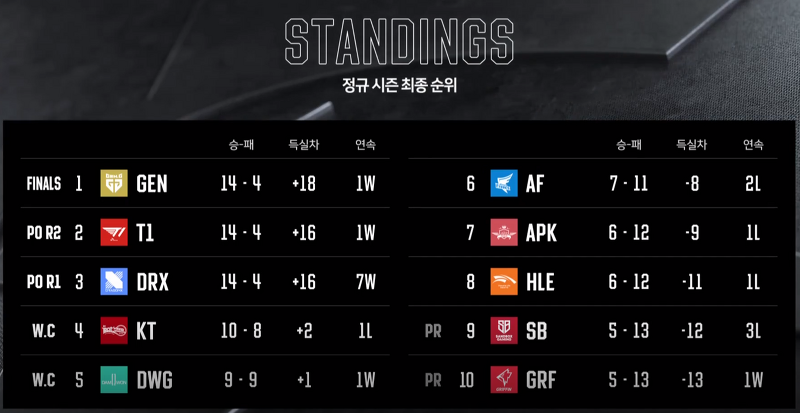 STANDINGS
정규 시즌 최종 순위
승-패 득실차 연속
FINALS 1 GEN 14 - 4 +18 1W
PO R2 2 T1 14 - 4 +16 1W
PO R1 3 DRX 14 - 4 +16 7W
W.C 4 KT 10 - 8 +2 1L
W.C 5 DWG 9 - 9 +1 1W
승-패 득실차 연속
6 AF 7 - 11 -8 2L
7 APK 6 - 12 -9 1L
8 HLE 6 - 12 -11 1L
PR 9 SB 5 - 13 -12 3L
PR 10 GRF 5 - 13 -13 1W